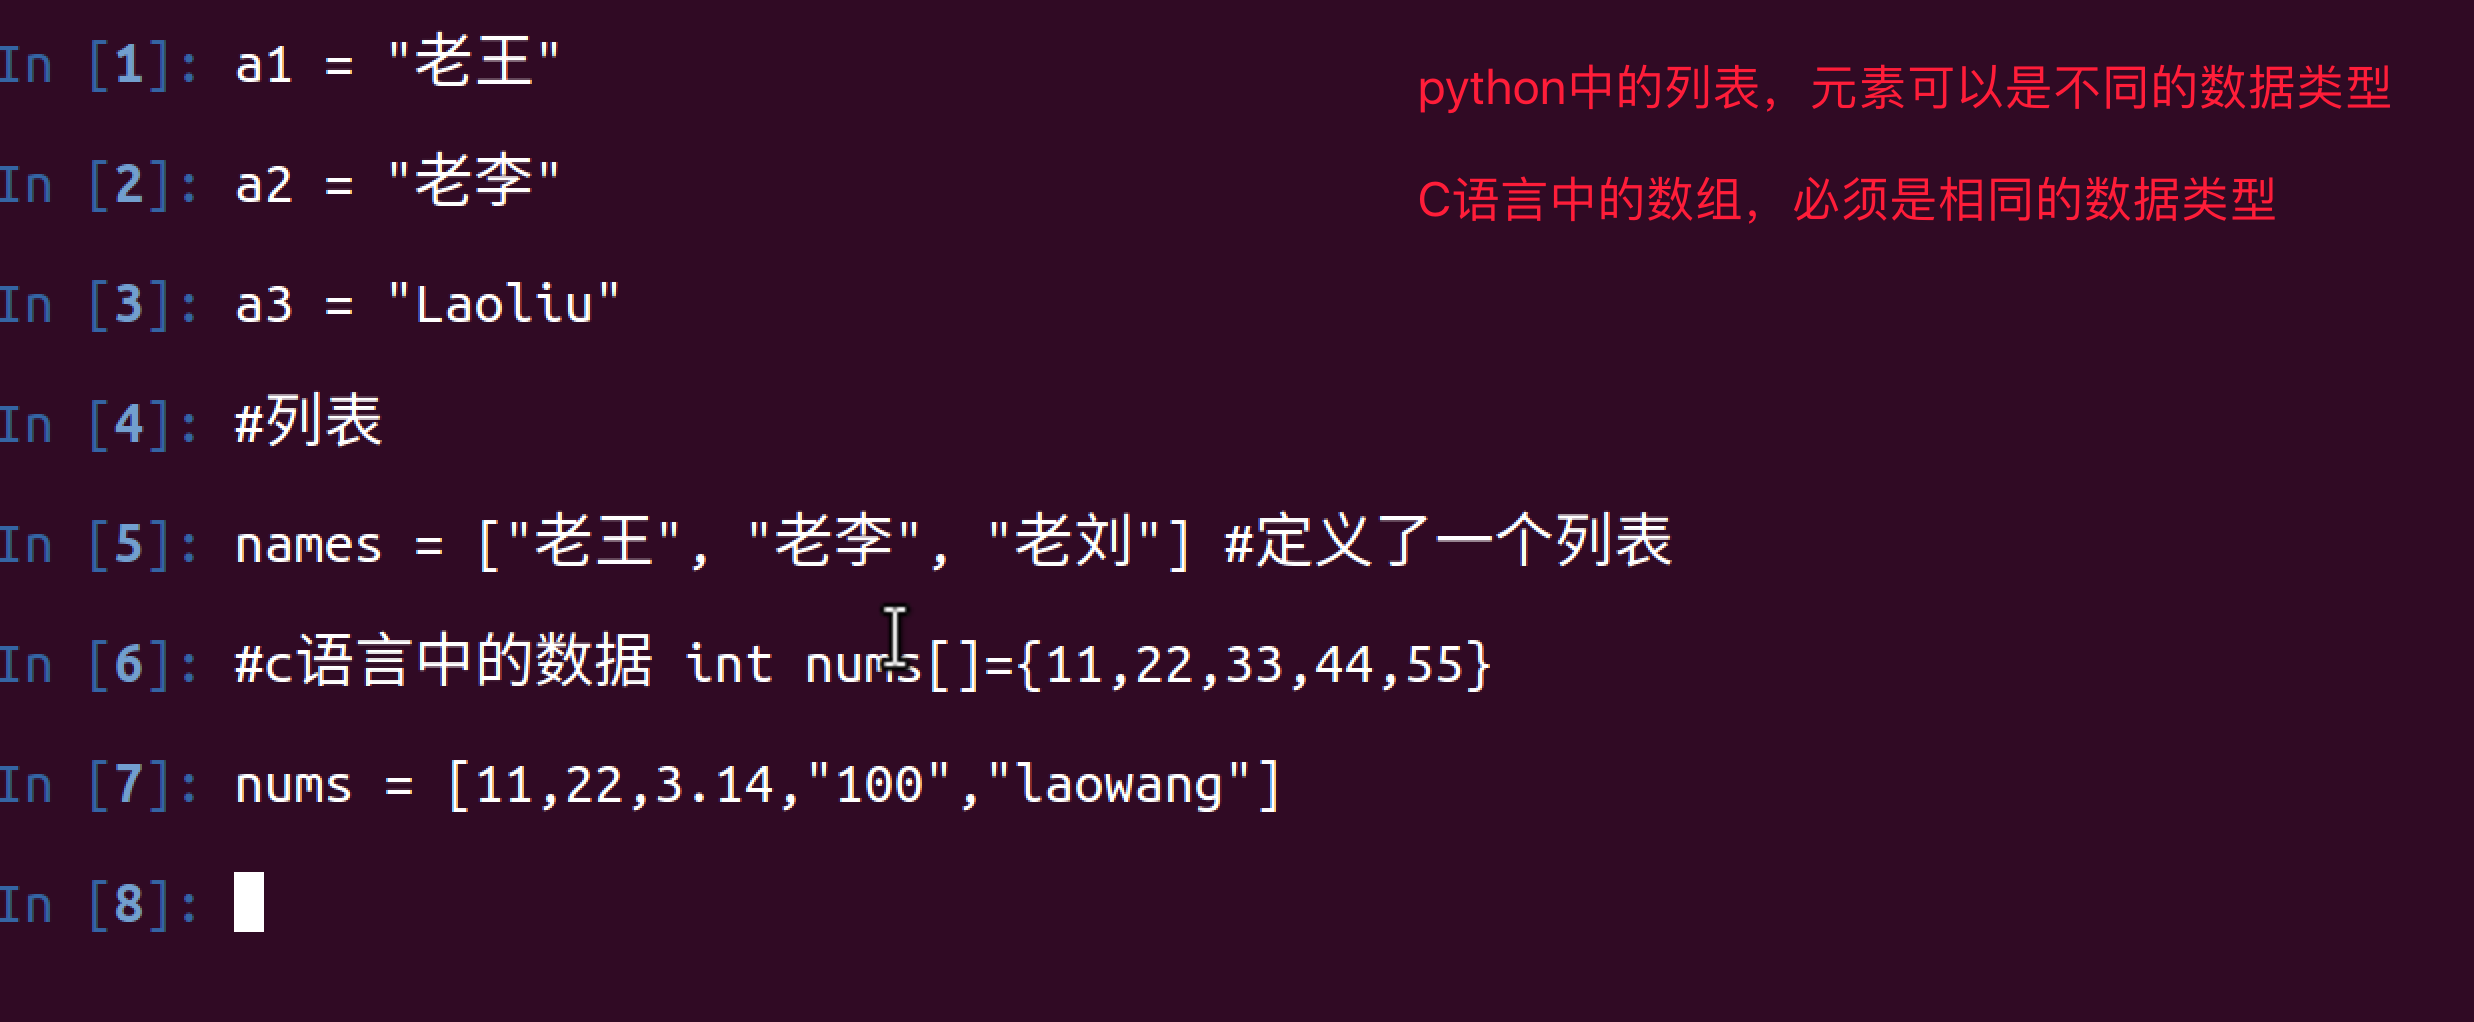 In [1]: a1 = "老王"
python中的列表，元素可以是不同的数据类型
In [2]: a2 = "老李"
C语言中的数组，必须是相同的数据类型
In [3]: a3 = "Laoliu"
In [4]: #列表
In [5]: names = ["老王", "老李", "老刘"] #定义了一个列表
In [6]: #c语言中的数据 int nums[]={11,22,33,44,55}
In [7]: nums = [11,22,3.14,"100","laowang"]
In [8]: